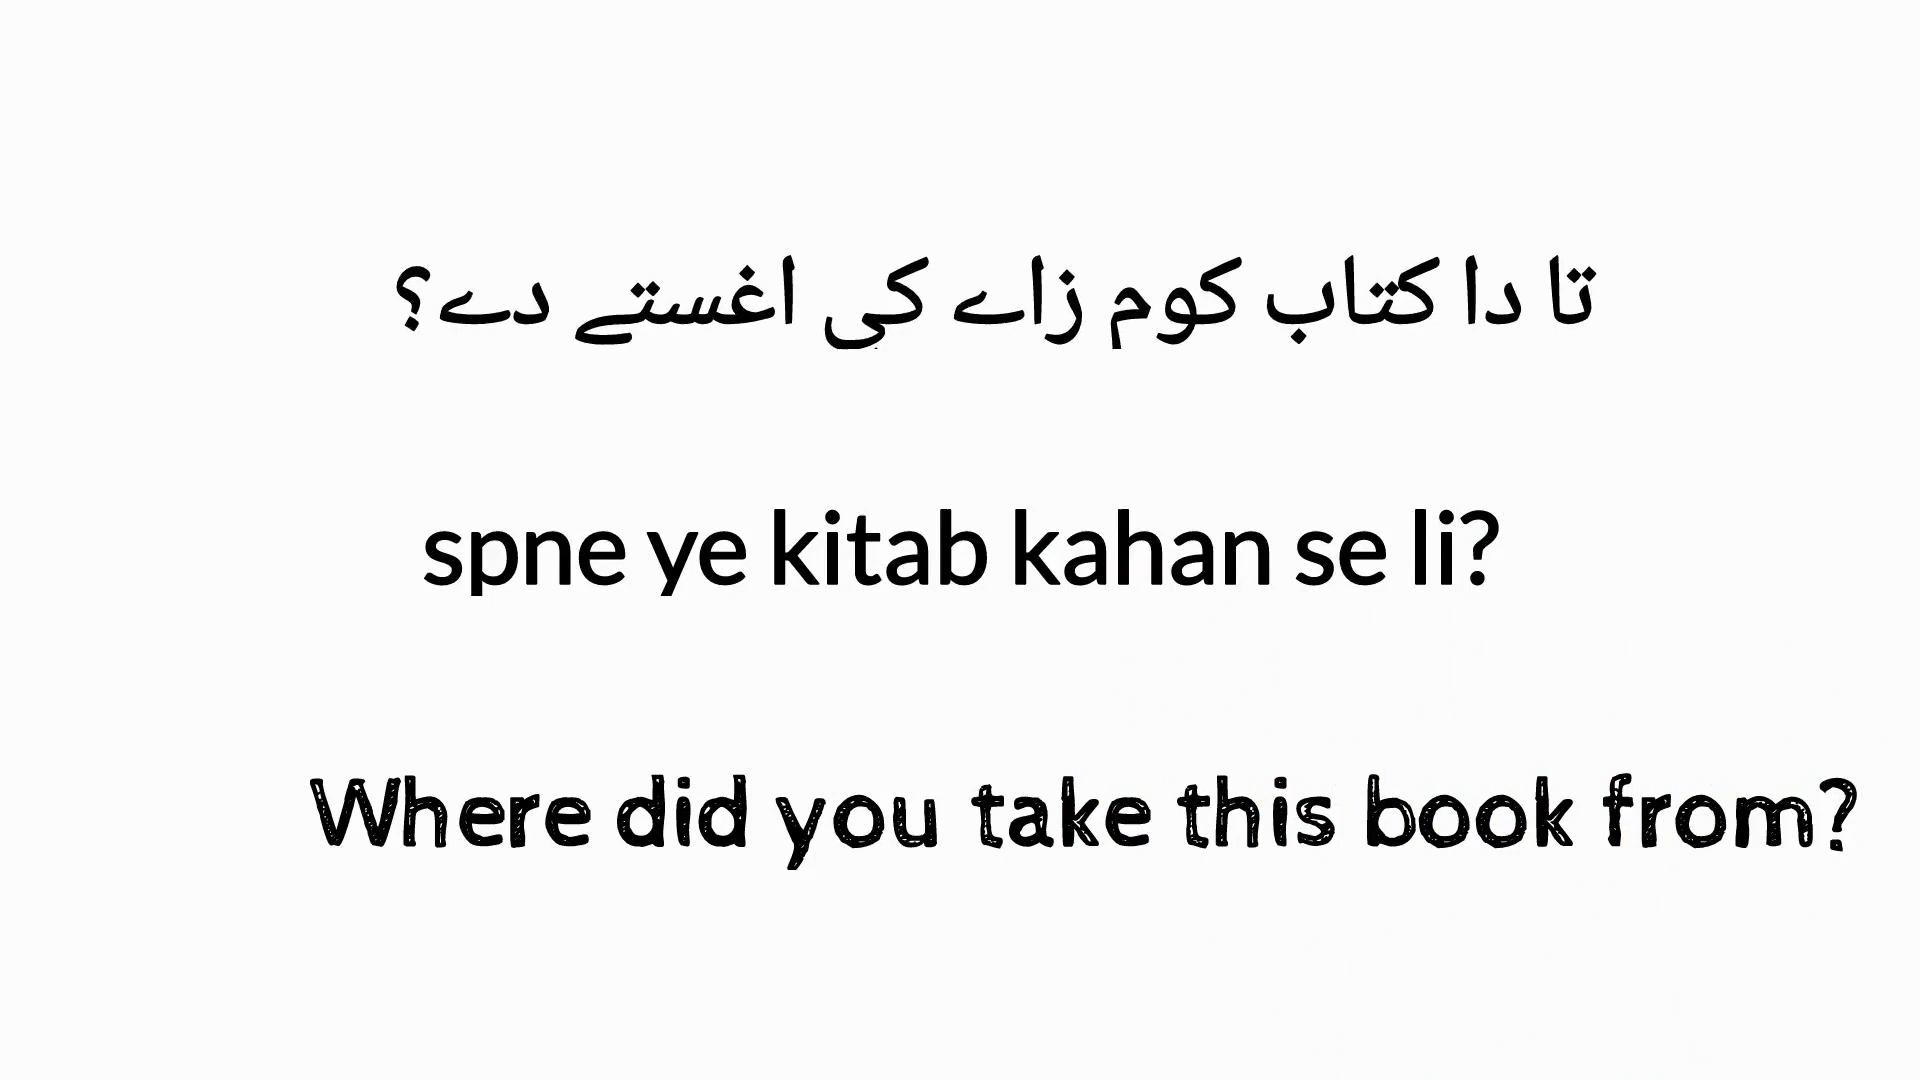 تا دا کتاب کوم زاے کې اغستے دے؟
spne ye kitab kahan se li?
Where did you take this book from?